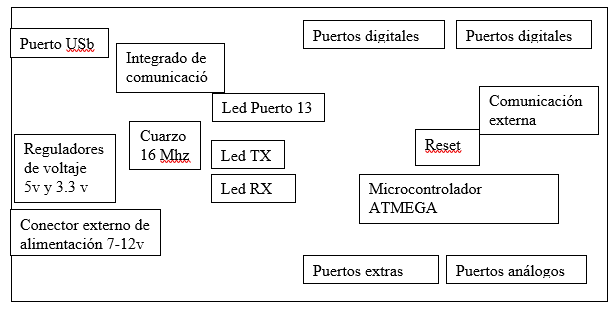 Puerto USb
Puertos digitales
Puertos digitales
Integrado de
comunicació
Led Puerto 13
Comunicación
externa
Cuarzo
16 Mhz
Reset
Reguladores
de voltaje
5v y 3.3 v
Led TX
Led RX
Microcontrolador
ATMEGA
Conector externo de
alimentación 7-12v
Puertos extras
Puertos análogos